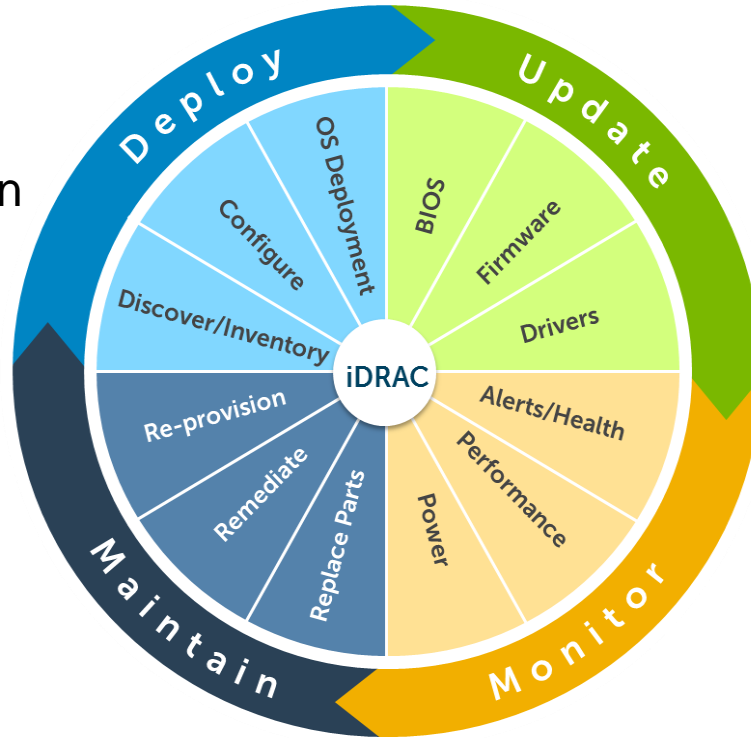 n
Deploy
Discover/Inventory
Configure
OS Deployment
Update
BIOS
Firmware
Drivers
Monitor
Alerts/Health
Performance
Power
Maintain
Replace Parts
Remediate
Re-provision
iDRAC